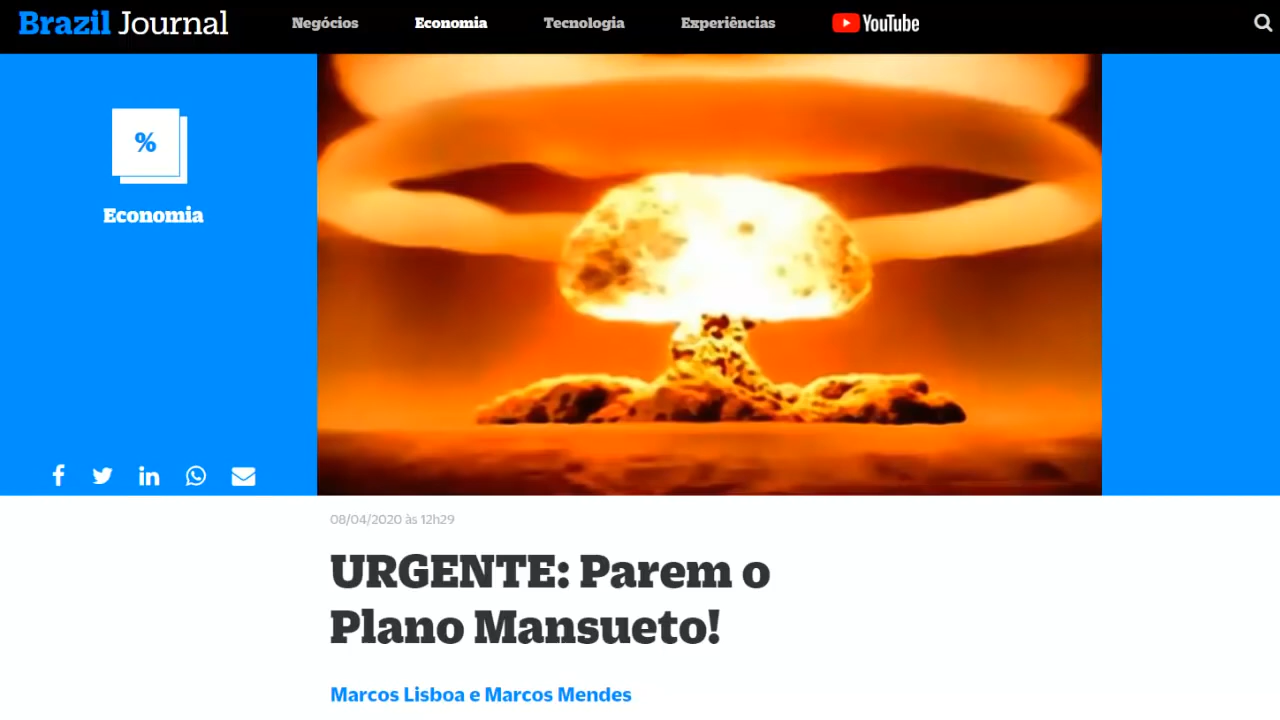 Brazil Journal
Negócios Economia Tecnologia Experiências YouTube
%
Economia
08/04/2020 às 12h29
URGENTE: Parem o
Plano Mansueto!
Marcos Lisboa e Marcos Mendes